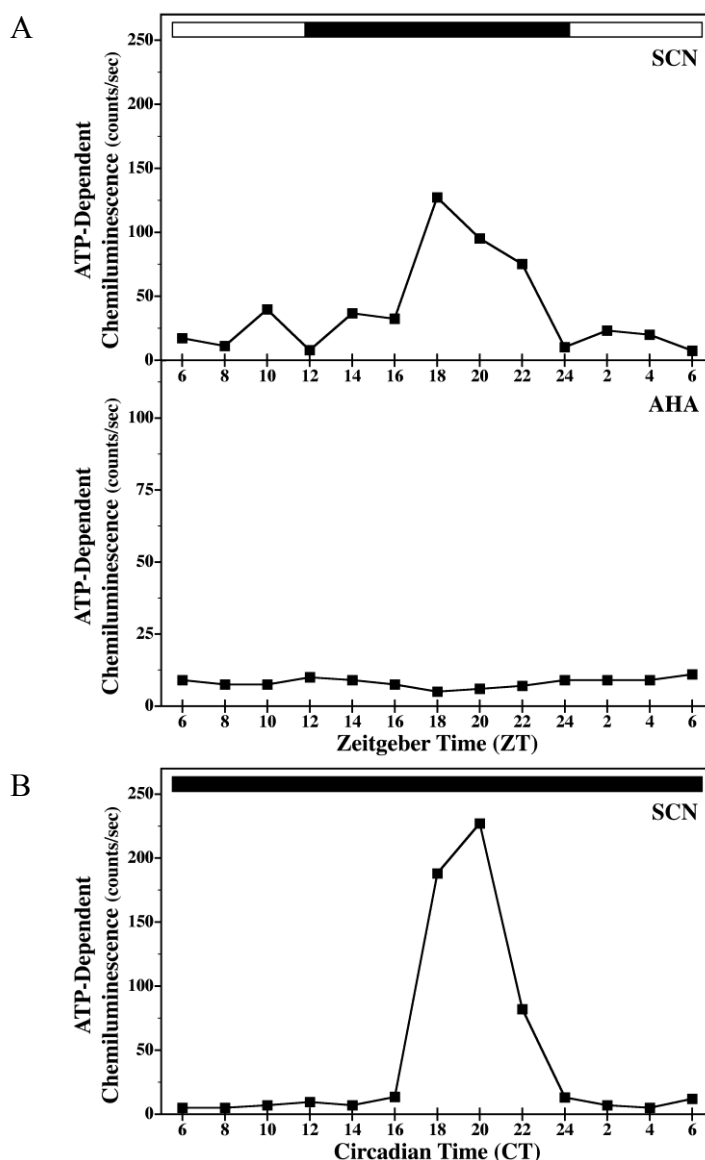 A
SCN
250
200
150
100
50
0
ATP-Dependent
Chemiluminescence (counts/sec)
6 8 10 12 14 16 18 20 22 24 2 4 6
AHA
100
75
50
25
0
ATP-Dependent
Chemiluminescence (counts/sec)
6 8 10 12 14 16 18 20 22 24 2 4 6
Zeitgeber Time (ZT)
B
SCN
250
200
150
100
50
0
ATP-Dependent
Chemiluminescence (counts/sec)
6 8 10 12 14 16 18 20 22 24 2 4 6
Circadian Time (CT)